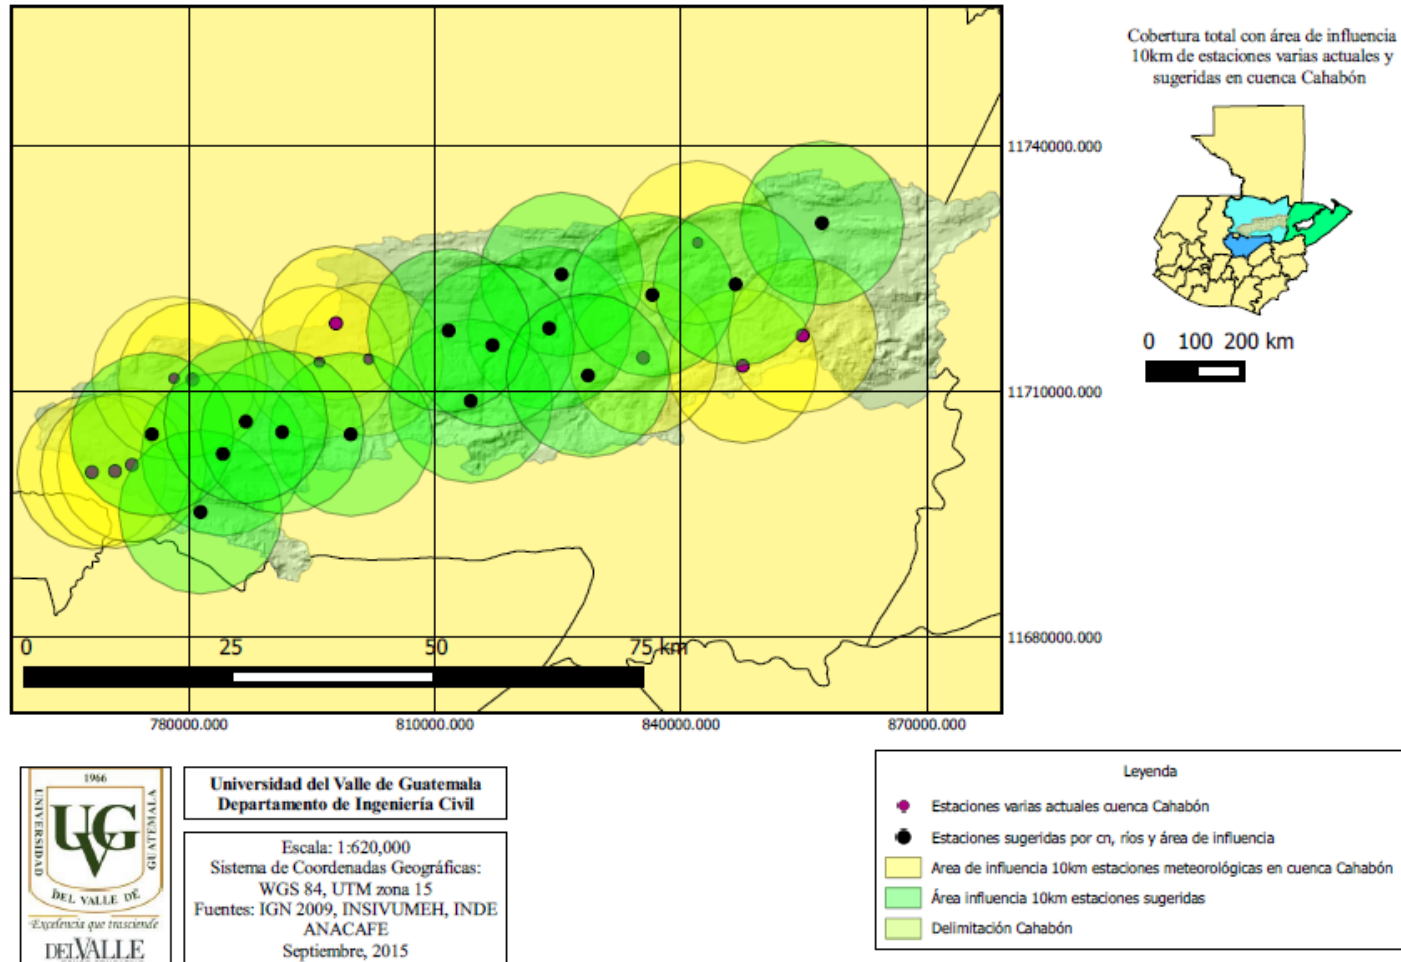 Cobertura total con área de influencia
10km de estaciones varias actuales y
sugeridas en cuenca Cahabón
11740000.000
0 100 200 km
11710000.000
11680000.000
0 25 50 75 km
780000.000 810000.000 840000.000 870000.000
1966
UNIVERSIDAD
UVG
GUATEMALA
DEL VALLE DE
Excelencia que trasciende
DELVALLE
Universidad del Valle de Guatemala
Departamento de Ingeniería Civil
Escala: 1:620,000
Sistema de Coordenadas Geográficas:
WGS 84, UTM zona 15
Fuentes: IGN 2009, INSIVUMEH, INDE
ANACAFE
Septiembre, 2015
Leyenda
Estaciones varias actuales cuenca Cahabón
Estaciones sugeridas por cn, ríos y área de influencia
Area de influencia 10km estaciones meteorológicas en cuenca Cahabón
Área influencia 10km estaciones sugeridas
Delimitación Cahabón